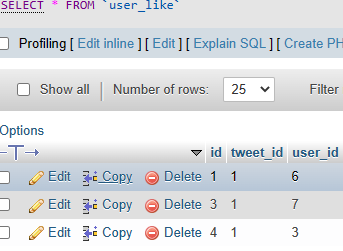 SELECT * FROM `user_like`
Profiling [ Edit inline ] [ Edit ] [ Explain SQL ] [ Create PH
Show all | Number of rows: 25 Filter
Options
id tweet_id user_id
Edit Copy Delete 1 1 6
Edit Copy Delete 3 1 7
Edit Copy Delete 4 1 3